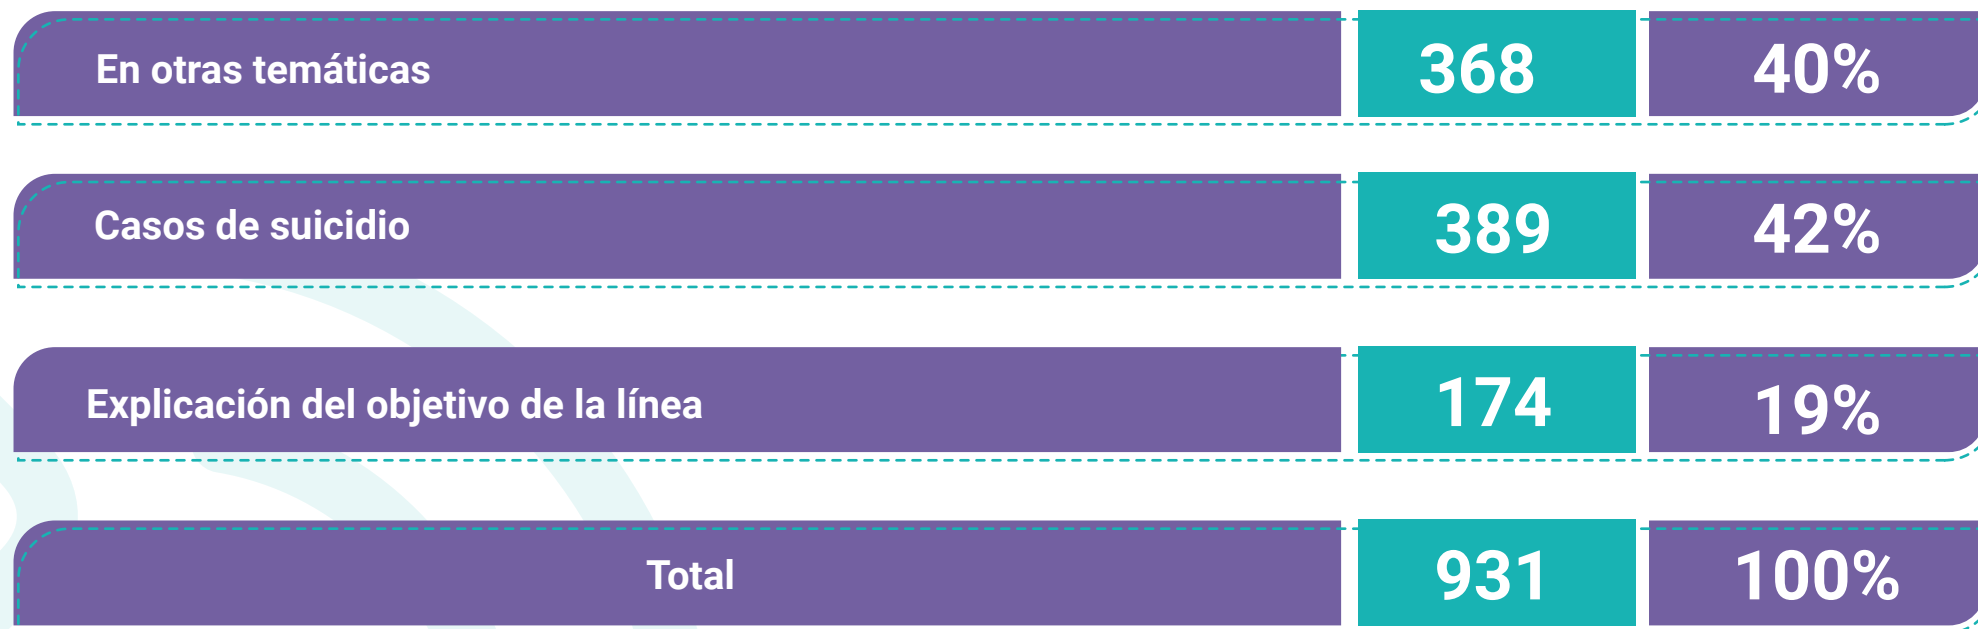 En otras temáticas 368 40%
Casos de suicidio 389 42%
Explicación del objetivo de la línea 174 19%
Total 931 100%